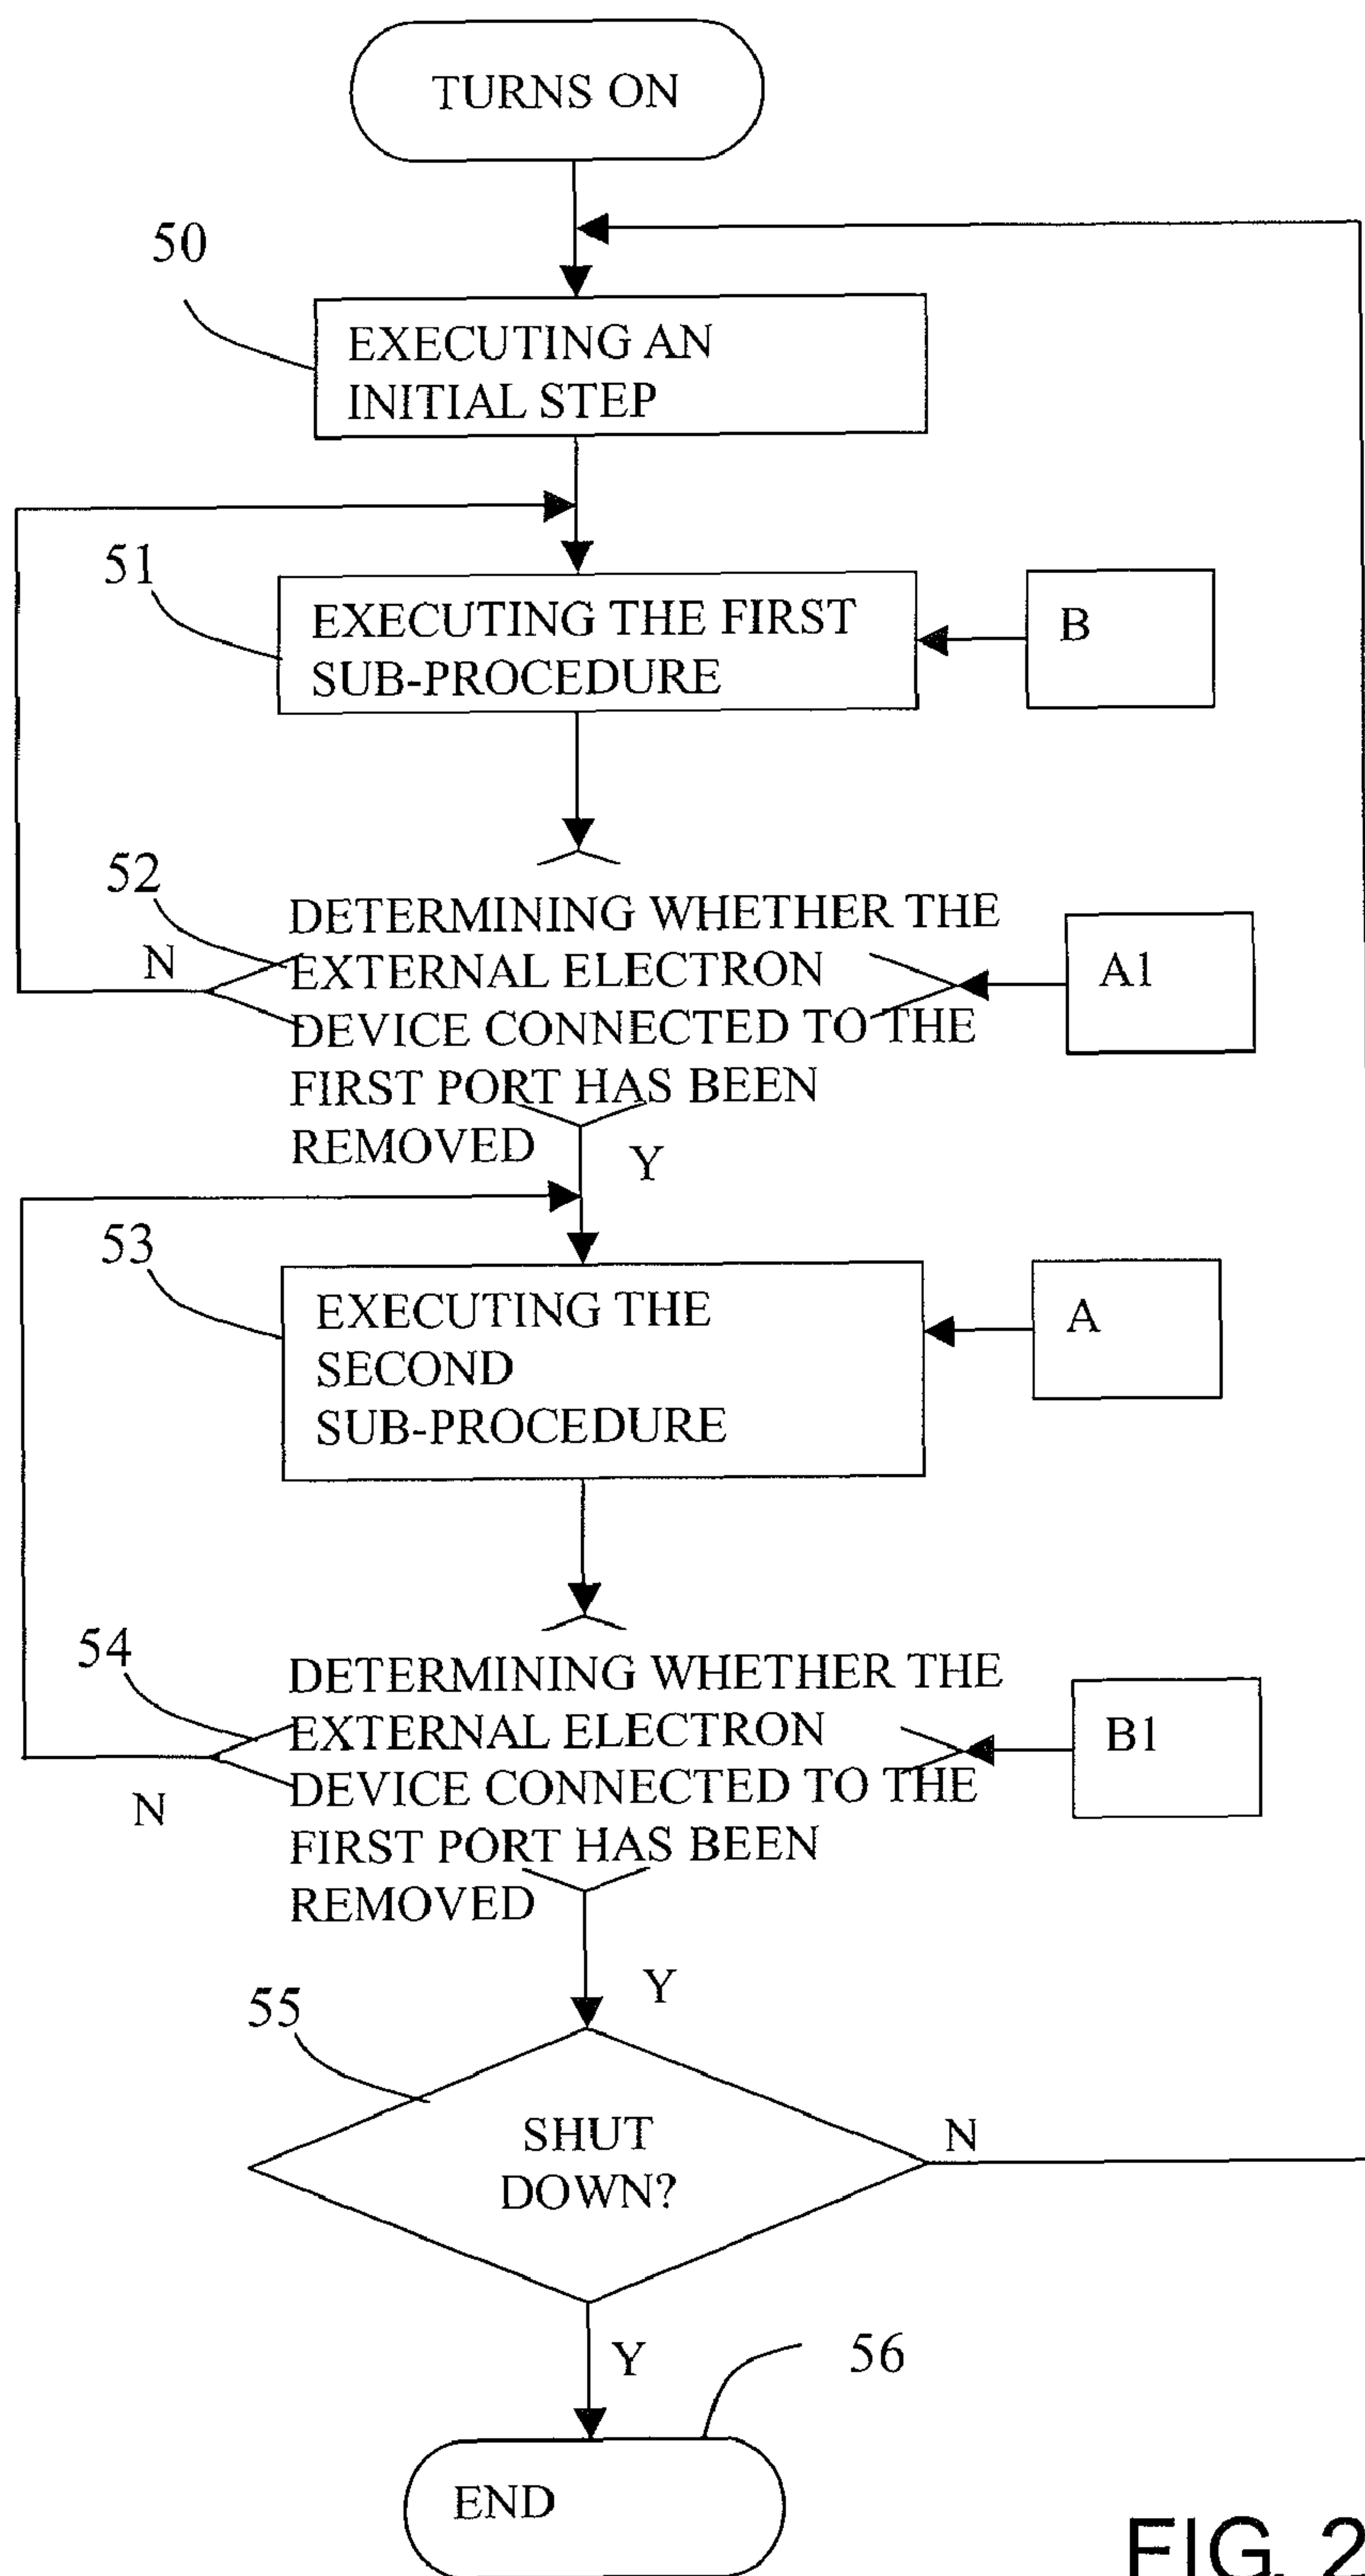 TURNS ON
50
EXECUTING AN
INITIAL STEP
51
EXECUTING THE FIRST
SUB-PROCEDURE
B
52
N
DETERMINING WHETHER THE
EXTERNAL ELECTRON
DEVICE CONNECTED TO THE
FIRST PORT HAS BEEN
REMOVED
A1
Y
53
EXECUTING THE
SECOND
SUB-PROCEDURE
A
54
N
DETERMINING WHETHER THE
EXTERNAL ELECTRON
DEVICE CONNECTED TO THE
FIRST PORT HAS BEEN
REMOVED
B1
Y
55
SHUT
DOWN?
N
Y
56
END
FIG. 2